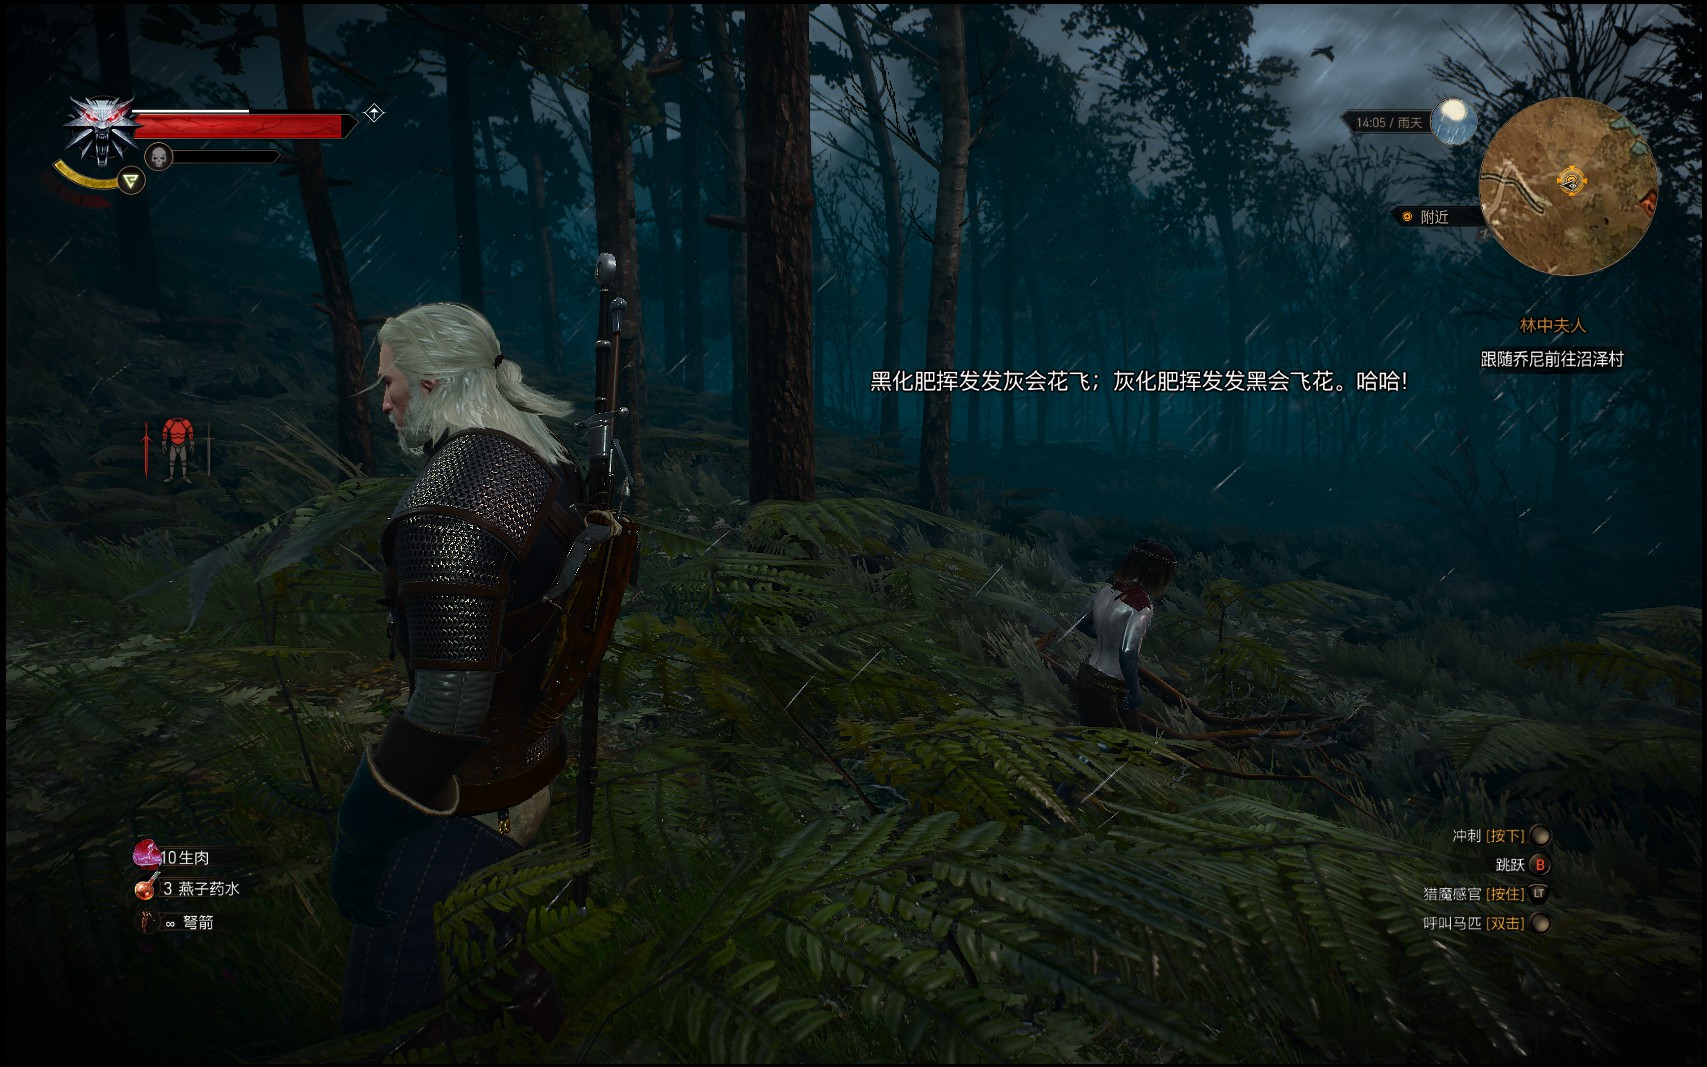 14:05 / 雨天
附近
林中夫人
跟随乔尼前往沼泽村
黑化肥挥发发灰会花飞；灰化肥挥发发黑会飞花。哈哈！
10生肉
3 燕子药水
∞ 弩箭
冲刺 [按下]
跳跃 B
猎魔感官 [按住] LT
呼叫马匹 [双击]